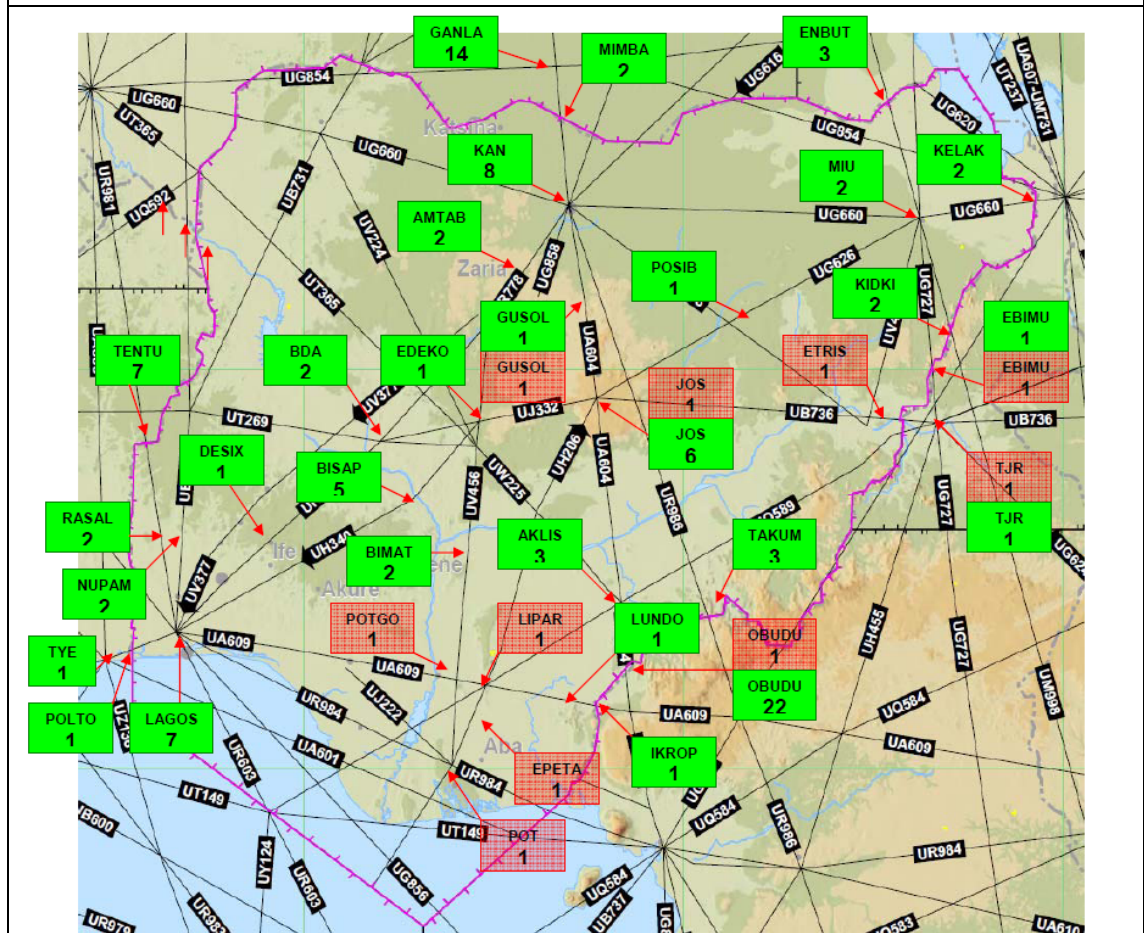 GANLA
14
MIMBA
2
ENBUT
3
UG616
UA607-UM731
UT237
UG854
UG660
UT365
UG620
UG854
Katsina
UG660
KAN
8
MIU
2
KELAK
2
UR981
UQ592
UB731
UV224
UG660
UG660
AMTAB
2
UG858
Zaria
POSIB
1
UG626
UT365
KIDKI
2
UG727
GUSOL
1
EBIMU
1
TENTU
7
BDA
2
EDEKO
1
UA604
ETRIS
1
GUSOL
1
EBIMU
1
JOS
1
UV377
UJ332
UT269
UB736
UB736
DESIX
1
JOS
6
UH206
UA604
BISAP
5
UV456
UW225
UR986
TJR
1
UG727
TJR
1
RASAL
2
Ife
UH340
BIMAT
2
AKLIS
3
TAKUM
3
NUPAM
2
UV377
Akure
POTGO
1
LIPAR
1
LUNDO
1
OBUDU
1
UH455
UG727
TYE
1
UA609
UA609
OBUDU
22
UM998
POLTO
1
LAGOS
7
UR984
UJ222
UA609
UQ584
UA609
UR603
UA601
Aba
IKROP
1
EPETA
1
UR984
UT149
UT149
UQ584
POT
1
UR986
UR984
UY124
UR603
UG856
UQ584
UB737
UQ583
UA610